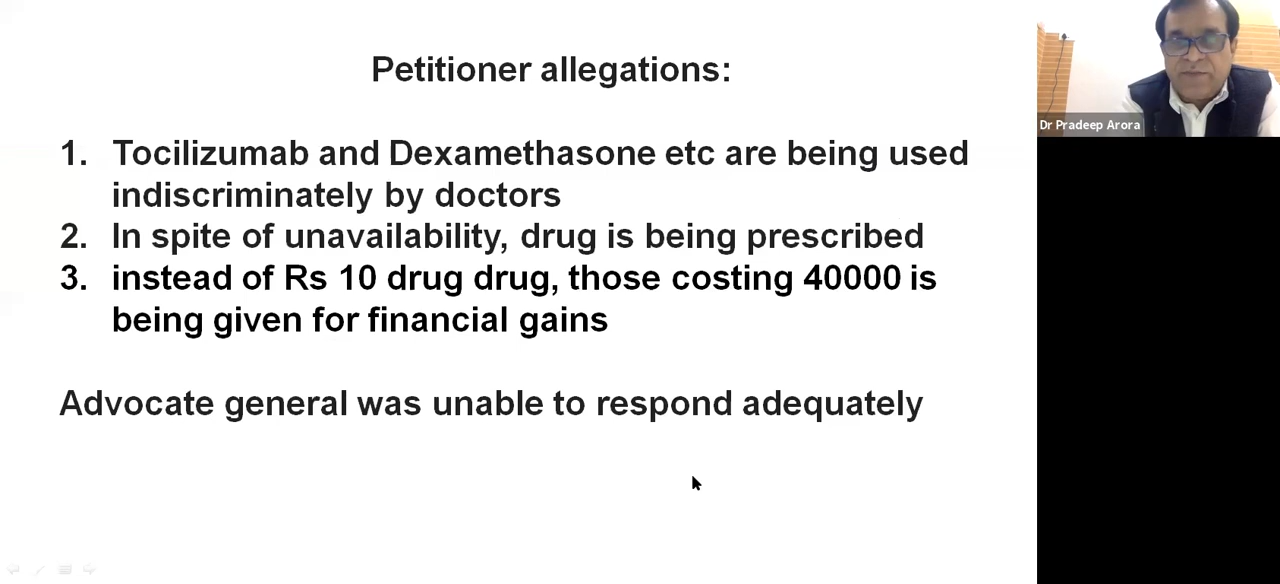 Petitioner allegations:
1. Tocilizumab and Dexamethasone etc are being used
indiscriminately by doctors
2. In spite of unavailability, drug is being prescribed
3. instead of Rs 10 drug drug, those costing 40000 is
being given for financial gains
Advocate general was unable to respond adequately
Dr Pradeep Arora